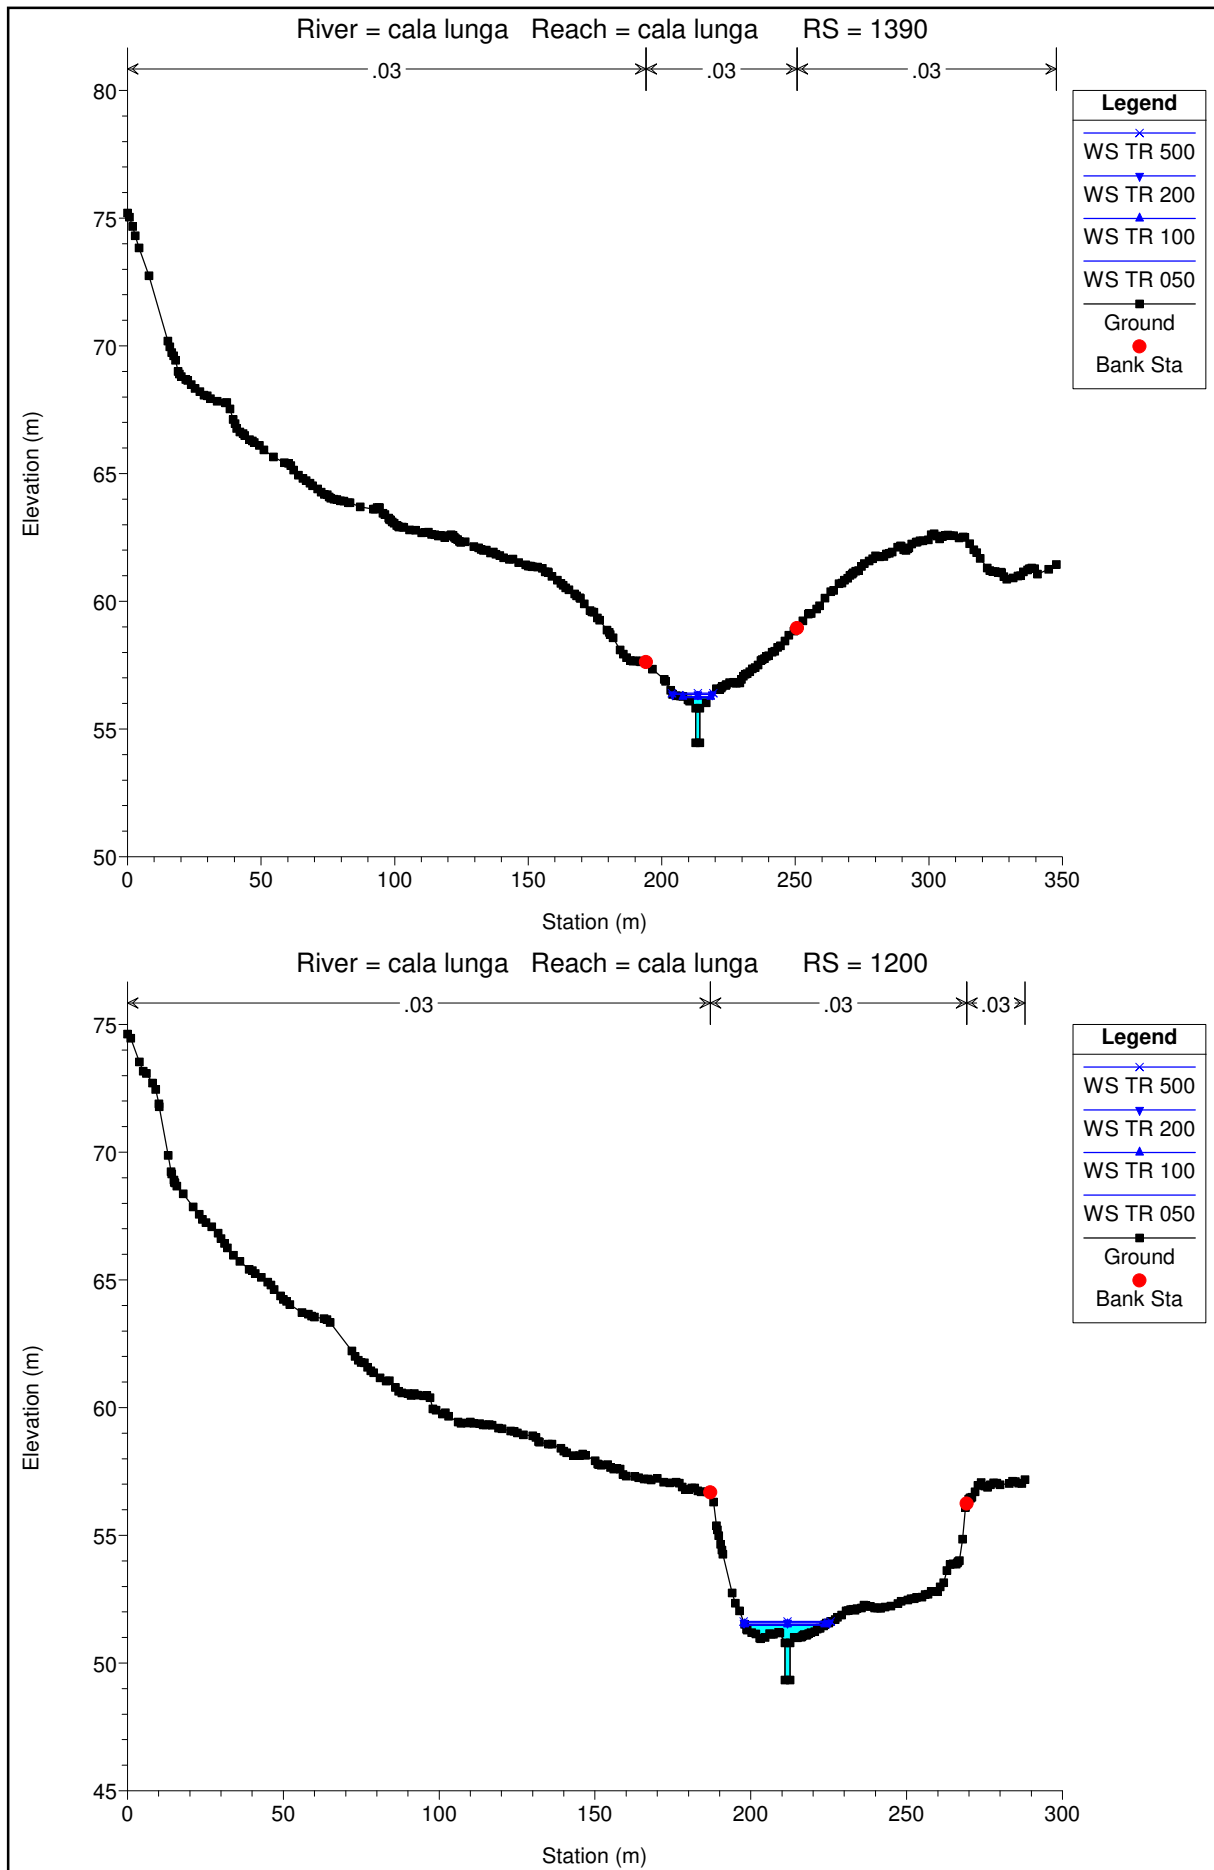 River = cala lunga Reach = cala lunga RS = 1390
.03 .03 .03
80
75
70
65
60
55
50
Elevation (m)
0 50 100 150 200 250 300 350
Station (m)
Legend
WS TR 500
WS TR 200
WS TR 100
WS TR 050
Ground
Bank Sta
River = cala lunga Reach = cala lunga RS = 1200
.03 .03 .03
75
70
65
60
55
50
45
Elevation (m)
0 50 100 150 200 250 300
Station (m)
Legend
WS TR 500
WS TR 200
WS TR 100
WS TR 050
Ground
Bank Sta